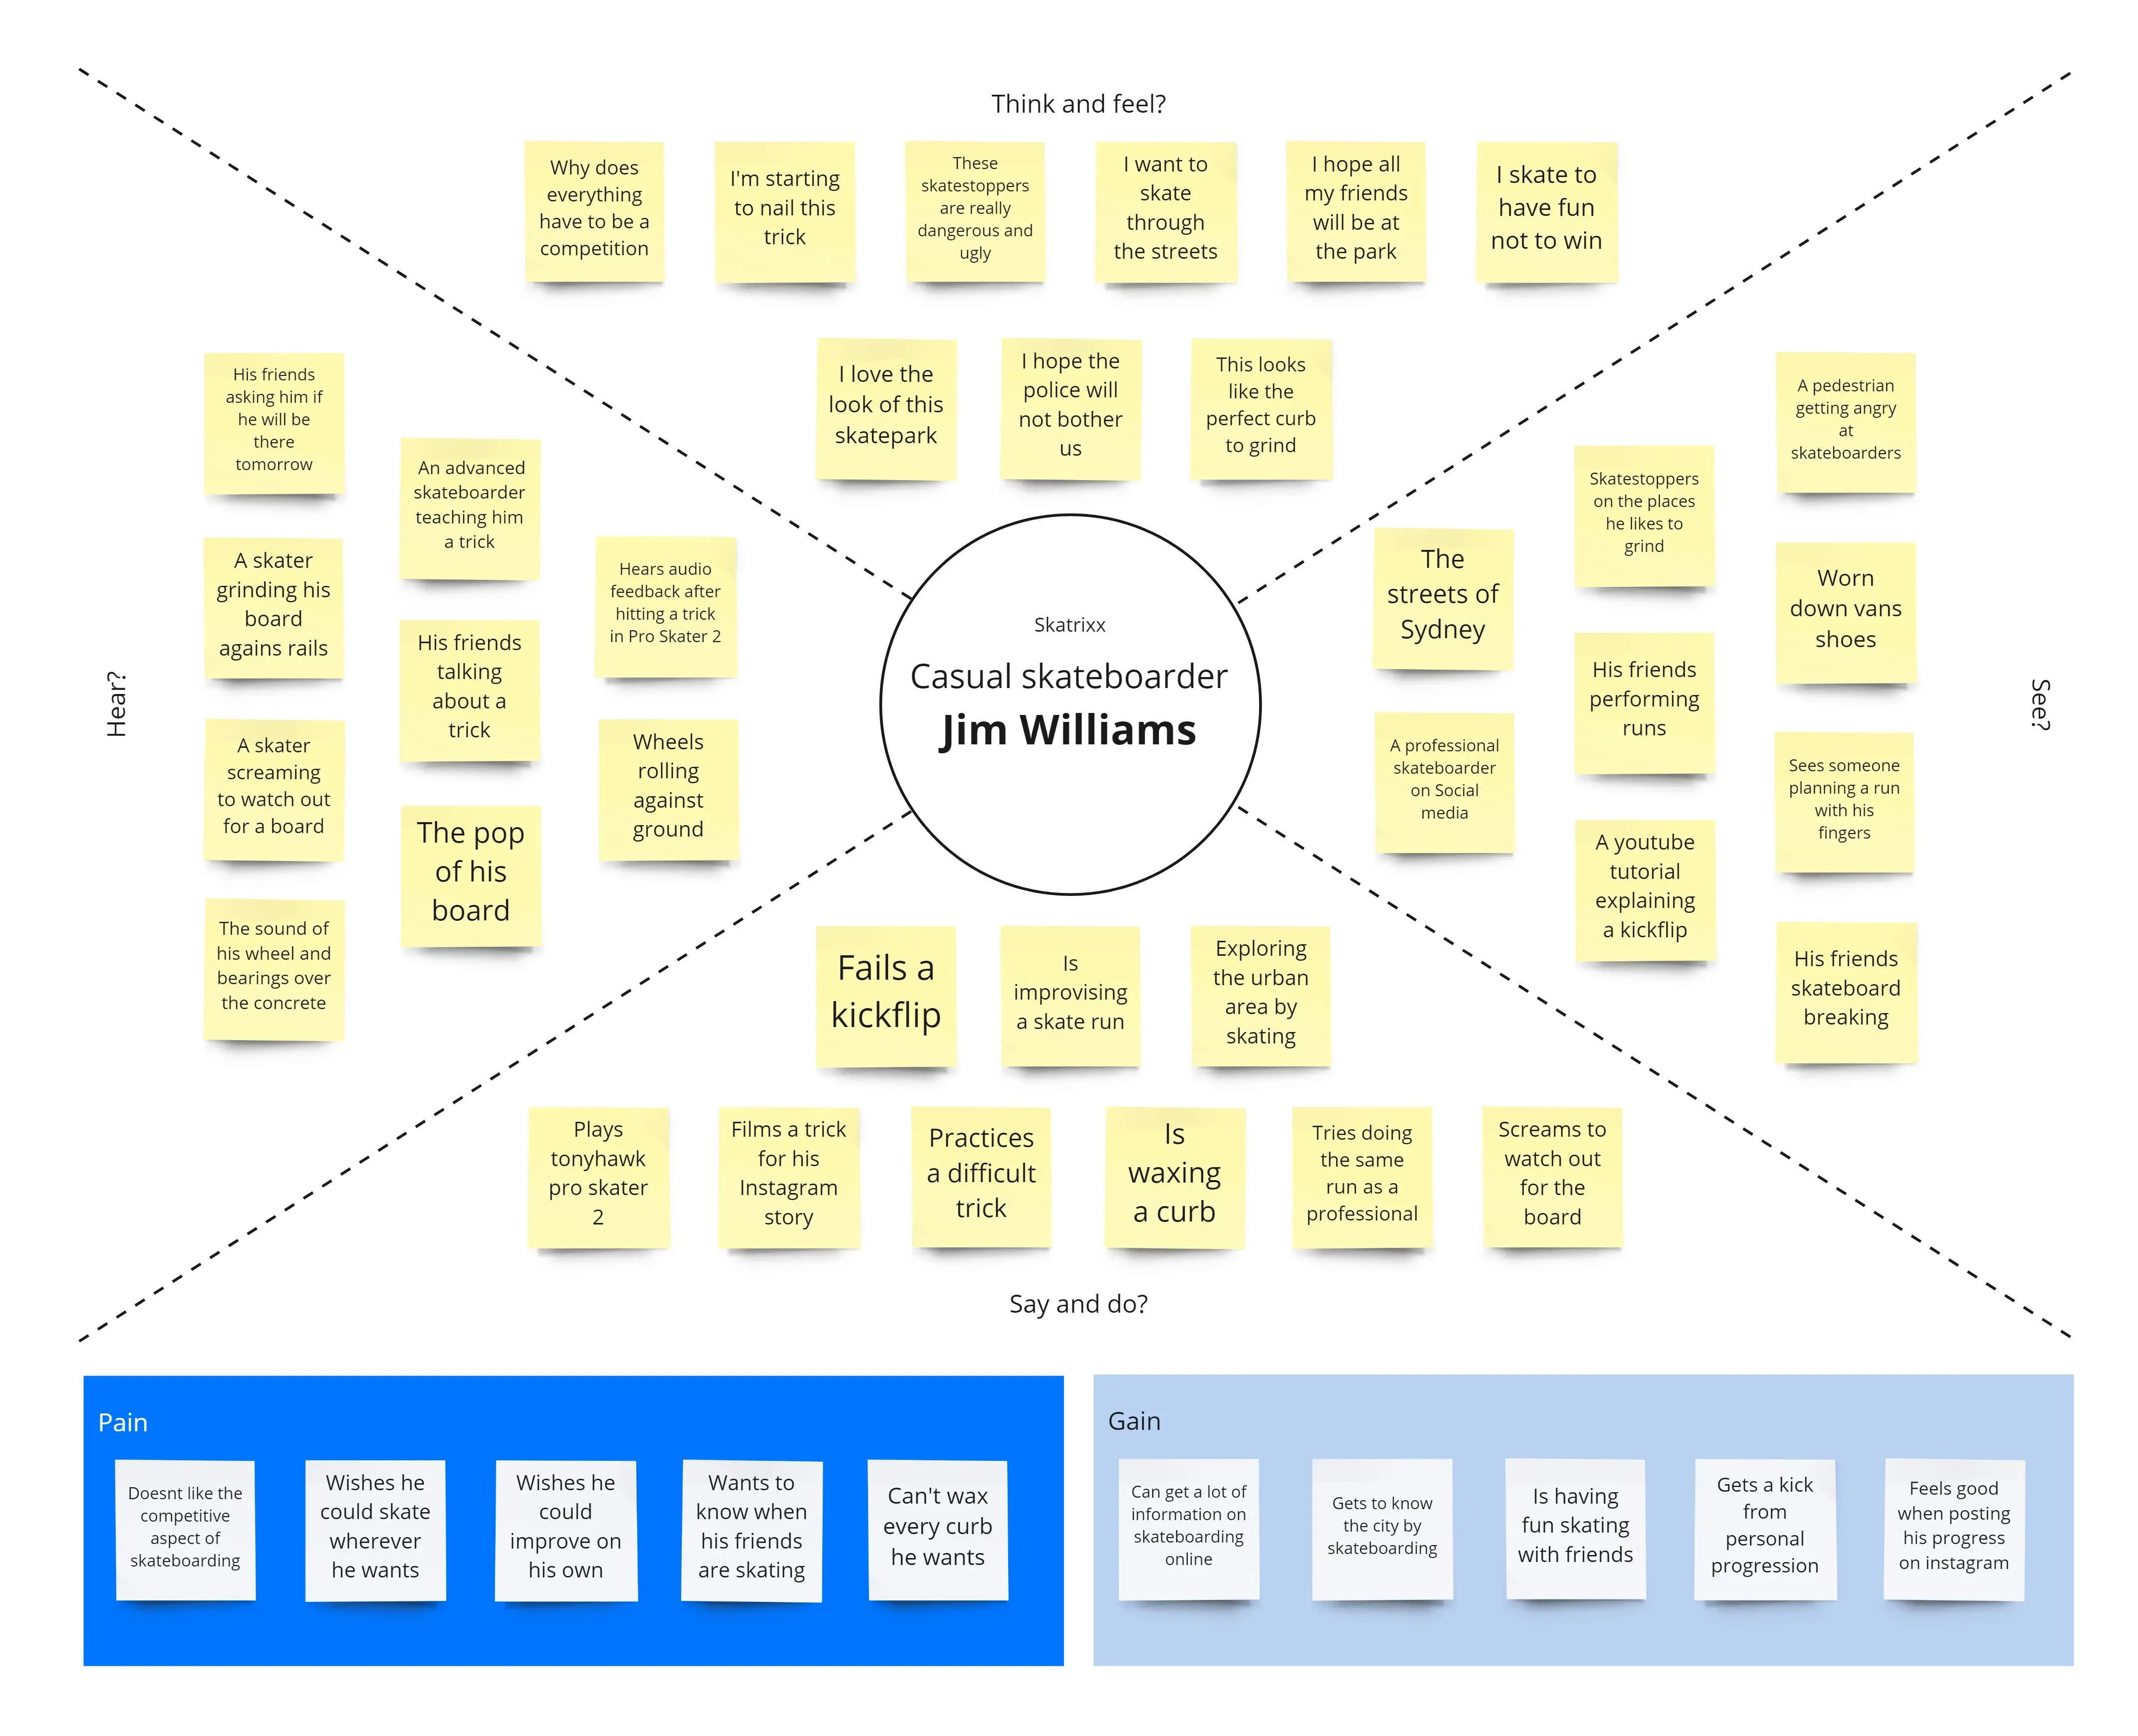 Think and feel?
Why does
everything
have to be a
competition
I'm starting
to nail this
trick
These
skatestoppers
are really
dangerous and
ugly
I want to
skate
through
the streets
I hope all
my friends
will be at
the park
I skate to
have fun
not to win
I love the
look of this
skatepark
I hope the
police will
not bother
us
This looks
like the
perfect curb
to grind
Hear?
His friends
asking him if
he will be
there
tomorrow
A skater
grinding his
board
agains rails
A skater
screaming
to watch out
for a board
The sound of
his wheel and
bearings over
the concrete
An advanced
skateboarder
teaching him
a trick
His friends
talking
about a
trick
The pop
of his
board
Hears audio
feedback after
hitting a trick
in Pro Skater 2
Wheels
rolling
against
ground
Skatrixx
Casual skateboarder
Jim Williams
The
streets of
Sydney
A professional
skateboarder
on Social
media
Skatestoppers
on the places
he likes to
grind
His friends
performing
runs
A youtube
tutorial
explaining
a kickflip
A pedestrian
getting angry
at
skateboarders
Worn
down vans
shoes
Sees someone
planning a run
with his
fingers
His friends
skateboard
breaking
See?
Fails a
kickflip
Is
improvising
a skate run
Exploring
the urban
area by
skating
Plays
tonyhawk
pro skater
2
Films a trick
for his
Instagram
story
Practices
a difficult
trick
Is
waxing
a curb
Tries doing
the same
run as a
professional
Screams to
watch out
for the
board
Say and do?
Pain
Doesnt like the
competitive
aspect of
skateboarding
Wishes he
could skate
wherever
he wants
Wishes he
could
improve on
his own
Wants to
know when
his friends
are skating
Can't wax
every curb
he wants
Gain
Can get a lot of
information on
skateboarding
online
Gets to know
the city by
skateboarding
Is having
fun skating
with friends
Gets a kick
from
personal
progression
Feels good
when posting
his progress
on instagram